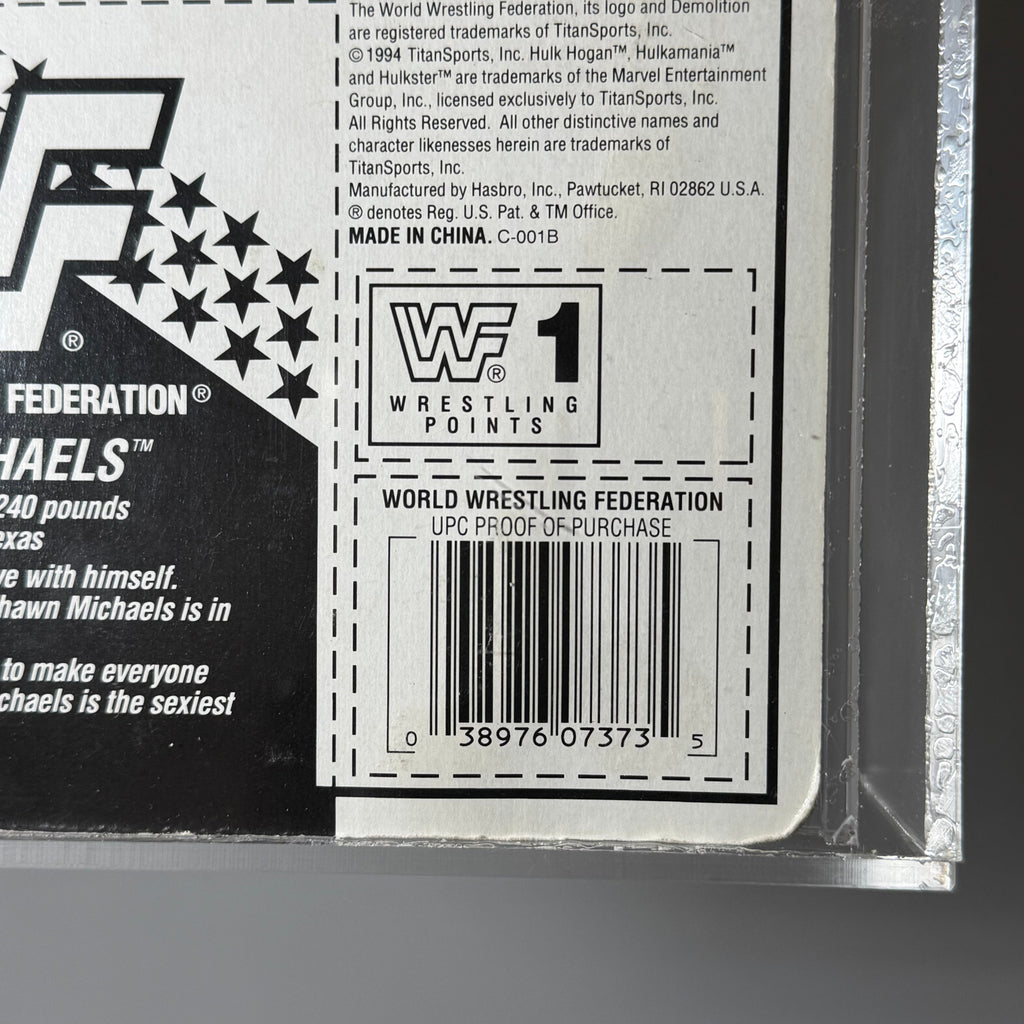 The World Wrestling Federation, its logo and Demolition
are registered trademarks of TitanSports, Inc.
©1994 TitanSports, Inc. Hulk Hogan™, Hulkamania™
and Hulkster™ are trademarks of the Marvel Entertainment
Group, Inc., licensed exclusively to TitanSports, Inc.
All Rights Reserved. All other distinctive names and
character likenesses herein are trademarks of
TitanSports, Inc.
Manufactured by Hasbro, Inc., Pawtucket, RI 02862 U.S.A.
® denotes Reg. U.S. Pat. & TM Office.
MADE IN CHINA. C-001B
F®
FEDERATION®
HAELS™
240 pounds
exas
ve with himself.
hawn Michaels is in
to make everyone
chaels is the sexiest
WWF® 1
WRESTLING
POINTS
WORLD WRESTLING FEDERATION
UPC PROOF OF PURCHASE
0 38976 07373 5